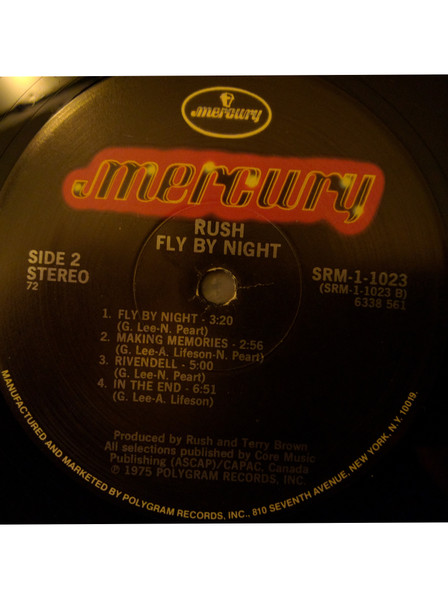 mercury
mercury
RUSH
FLY BY NIGHT
SIDE 2
STEREO
72
SRM-1-1023
(SRM-1-1023 B)
6338 561
1. FLY BY NIGHT - 3:20
(G. Lee-N. Peart)
2. MAKING MEMORIES - 2:56
(G. Lee-A. Lifeson-N. Peart)
3. RIVENDELL - 5:00
(G. Lee-N. Peart)
4. IN THE END - 6:51
(G. Lee-A. Lifeson)
Produced by Rush and Terry Brown
All selections published by Core Music
Publishing (ASCAP)/CAPAC, Canada
℗ 1975 POLYGRAM RECORDS, INC.
MANUFACTURED AND MARKETED BY POLYGRAM RECORDS, INC., 810 SEVENTH AVENUE, NEW YORK, N.Y. 10019.